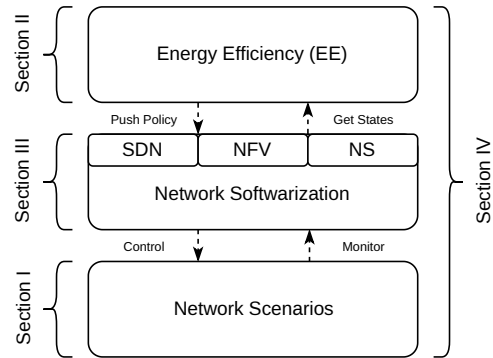 Section II
Energy Efficiency (EE)
Push Policy
Get States
Section III
SDN
NFV
NS
Network Softwarization
Section IV
Control
Monitor
Section I
Network Scenarios